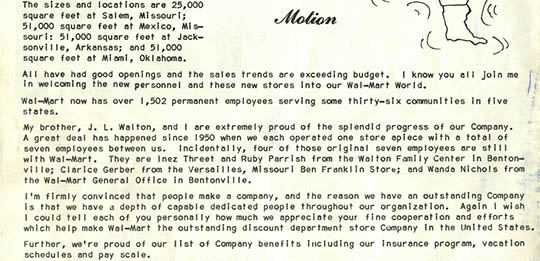 The sizes and locations are 25,000
square feet at Salem, Missouri;
51,000 square feet at Mexico, Mis-
souri: 51,000 square feet at Jack-
sonville, Arkansas; and 51,000
square feet at Miami, Oklahoma.
Motion
All have had good openings and the sales trends are exceeding budget. I know you all join me
in welcoming the new personnel and these new stores into our Wal-Mart World.
Wal-Mart now has over 1,502 permanent employees serving some thirty-six communities in five
states.
My brother, J. L. Walton, and I are extremely proud of the splendid progress of our Company.
A great deal has happened since 1950 when we each operated one store apiece with a total of
seven employees between us. Incidentally, four of those original seven employees are still
with Wal-Mart. They are Inez Threet and Ruby Parrish from the Walton Family Center in Benton-
ville; Clarice Gerber from the Versailles, Missouri Ben Franklin Store; and Wanda Nichols from
the Wal-Mart General Office in Bentonville.
I'm firmly convinced that people make a company, and the reason we have an outstanding Company
is that we have a depth of capable dedicated people throughout our organization. Again I wish
I could tell each of you personally how much we appreciate your fine cooperation and efforts
which help make Wal-Mart the outstanding discount department store Company in the United States.
Further, we're proud of our list of Company benefits including our insurance program, vacation
schedules and pay scale.